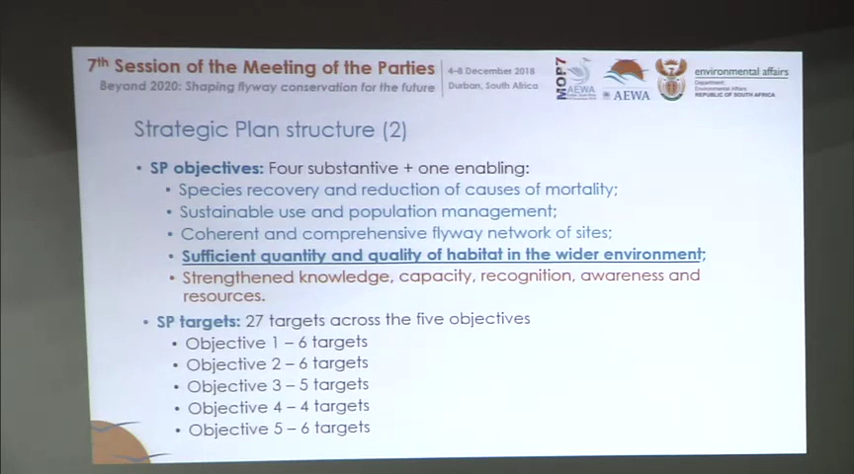 7th Session of the Meeting of the Parties
Beyond 2020: Shaping flyway conservation for the future
4-8 December 2018
Durban, South Africa
MOP7
AEWA
AEWA
environmental affairs
Department:
Environmental Affairs
REPUBLIC OF SOUTH AFRICA
Strategic Plan structure (2)
• SP objectives: Four substantive + one enabling:
• Species recovery and reduction of causes of mortality;
• Sustainable use and population management;
• Coherent and comprehensive flyway network of sites;
• Sufficient quantity and quality of habitat in the wider environment;
• Strengthened knowledge, capacity, recognition, awareness and
resources.
• SP targets: 27 targets across the five objectives
• Objective 1 – 6 targets
• Objective 2 – 6 targets
• Objective 3 – 5 targets
• Objective 4 – 4 targets
• Objective 5 – 6 targets